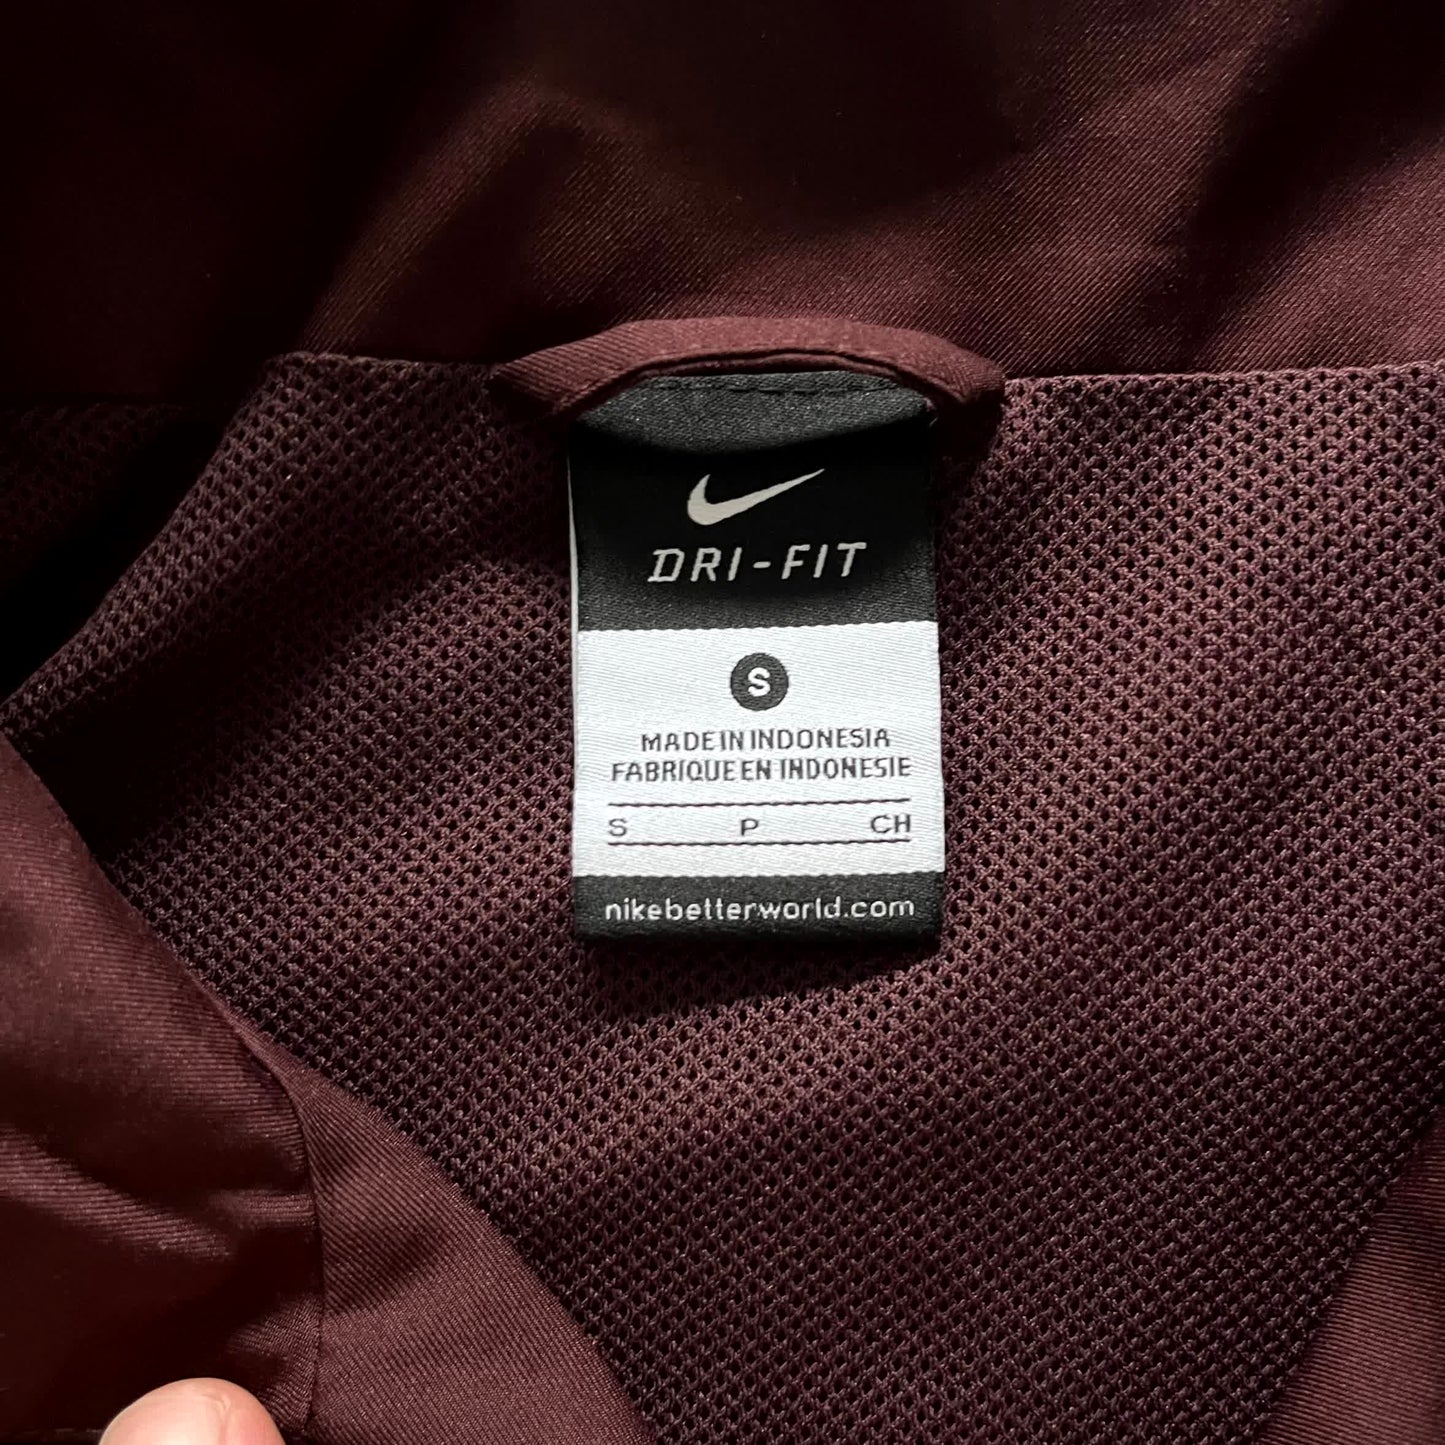 DRI-FIT
S
MADE IN INDONESIA
FABRIQUE EN INDONESIE
S P CH
nikebetterworld.com